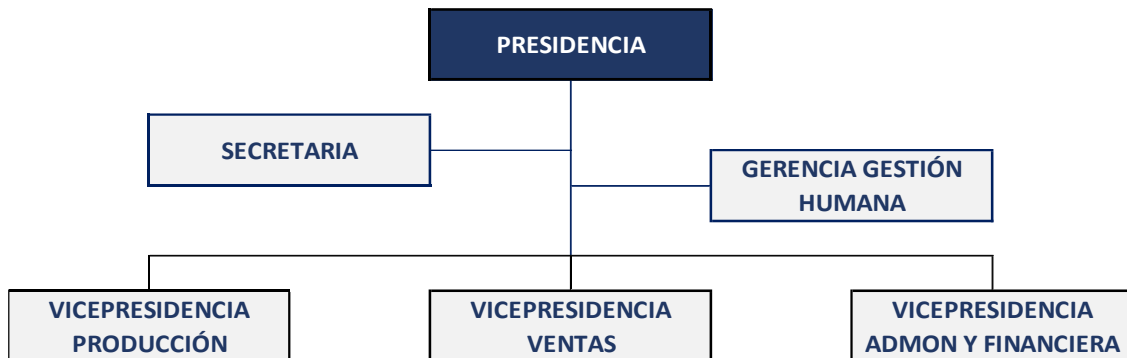 PRESIDENCIA
SECRETARIA
GERENCIA GESTIÓN
HUMANA
VICEPRESIDENCIA
PRODUCCIÓN
VICEPRESIDENCIA
VENTAS
VICEPRESIDENCIA
ADMON Y FINANCIERA